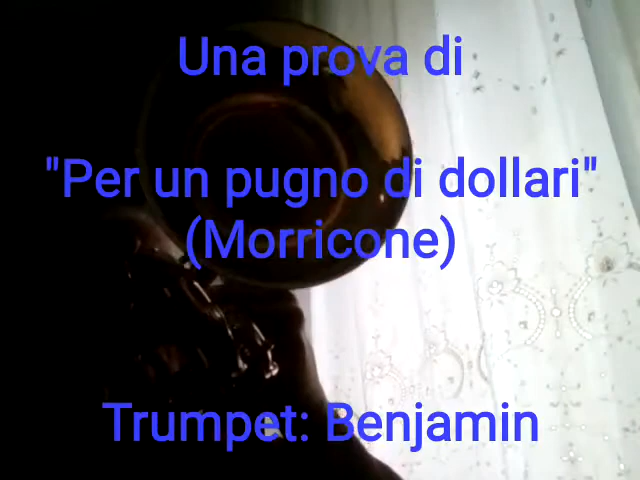 Una prova di
"Per un pugno di dollari"
(Morricone)
Trumpet: Benjamin